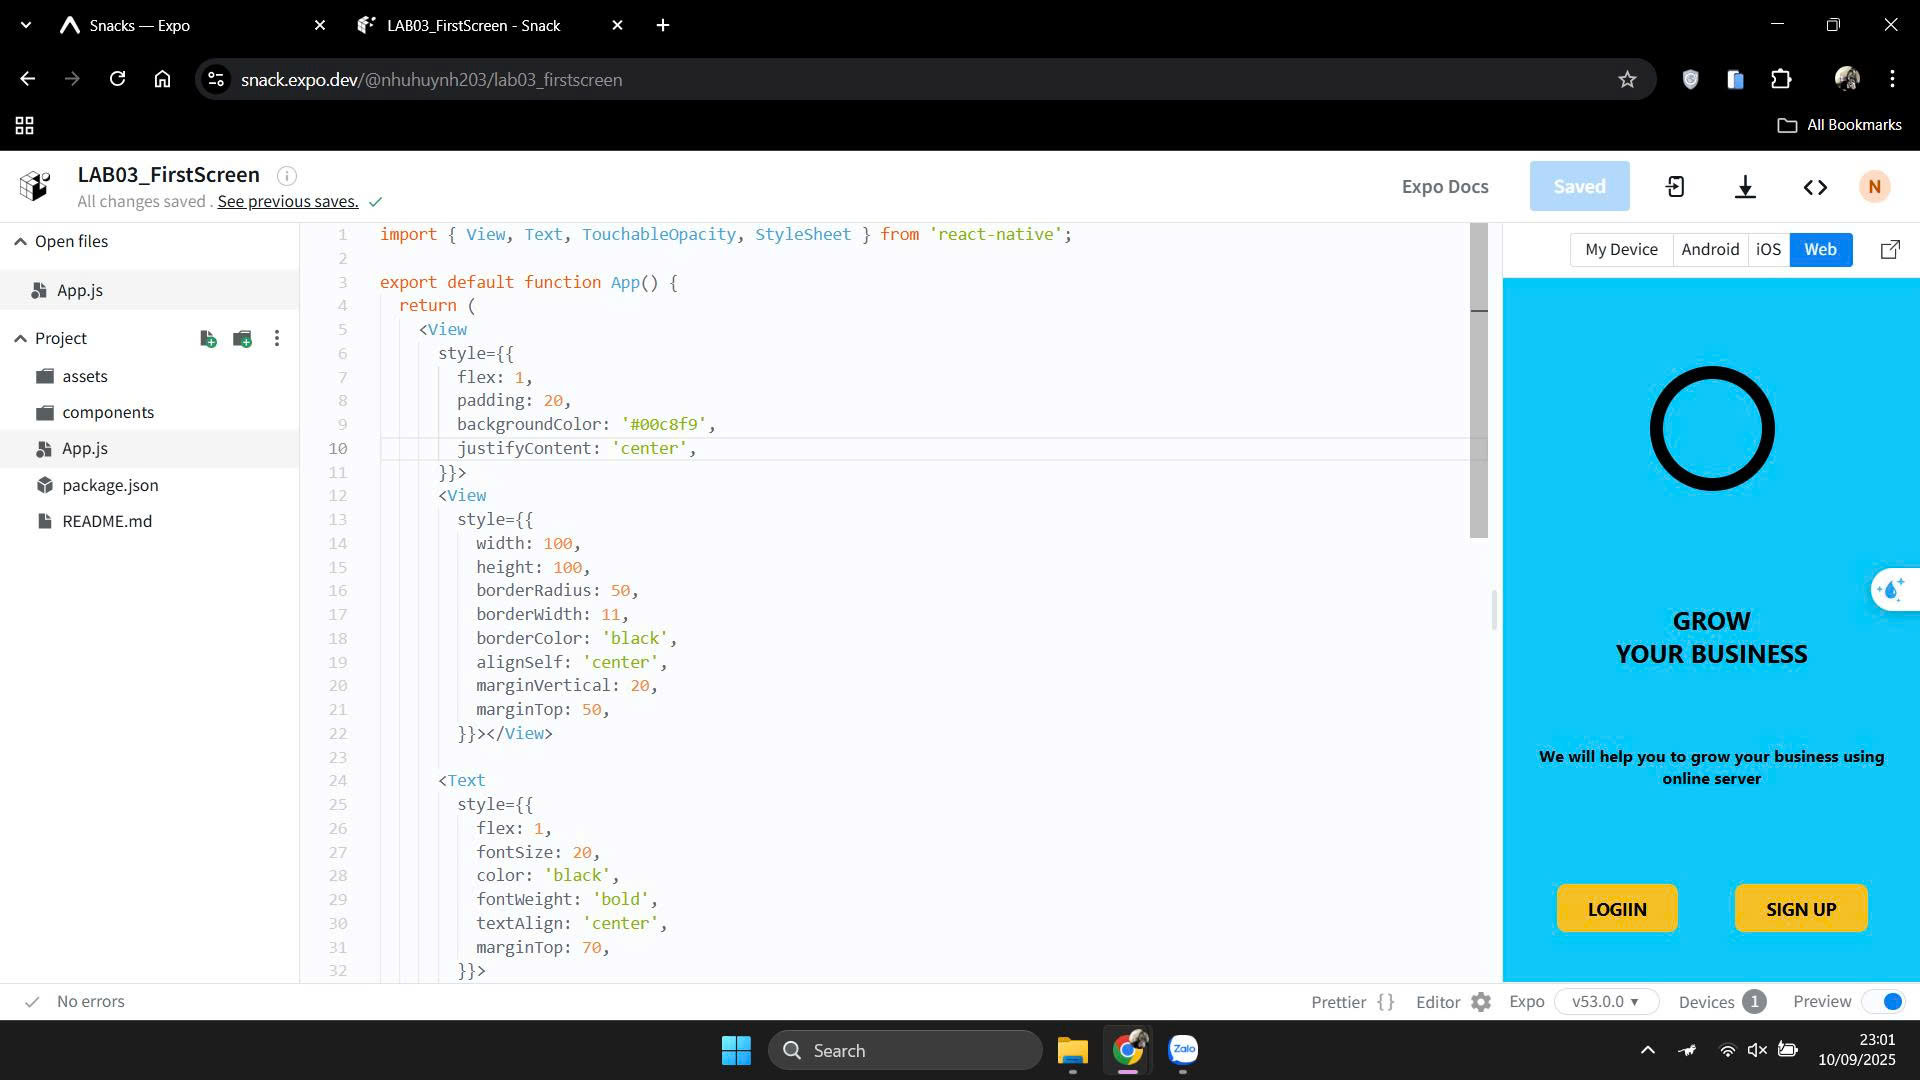 Snacks — Expo
LAB03_FirstScreen - Snack
snack.expo.dev/@nhuhuynh203/lab03_firstscreen
All Bookmarks
LAB03_FirstScreen
All changes saved . See previous saves.
Expo Docs
Saved
N
Open files
App.js
Project
assets
components
App.js
package.json
README.md
1 import { View, Text, TouchableOpacity, StyleSheet } from 'react-native';
2
3 export default function App() {
4 return (
5 <View
6 style={{
7 flex: 1,
8 padding: 20,
9 backgroundColor: '#00c8f9',
10 justifyContent: 'center',
11 }}>
12 <View
13 style={{
14 width: 100,
15 height: 100,
16 borderRadius: 50,
17 borderWidth: 11,
18 borderColor: 'black',
19 alignSelf: 'center',
20 marginVertical: 20,
21 marginTop: 50,
22 }}></View>
23
24 <Text
25 style={{
26 flex: 1,
27 fontSize: 20,
28 color: 'black',
29 fontWeight: 'bold',
30 textAlign: 'center',
31 marginTop: 70,
32 }}>
My Device Android iOS Web
GROW
YOUR BUSINESS
We will help you to grow your business using
online server
LOGIIN SIGN UP
No errors
Prettier {} Editor Expo v53.0.0 Devices 1 Preview
Search
Zalo
23:01
10/09/2025